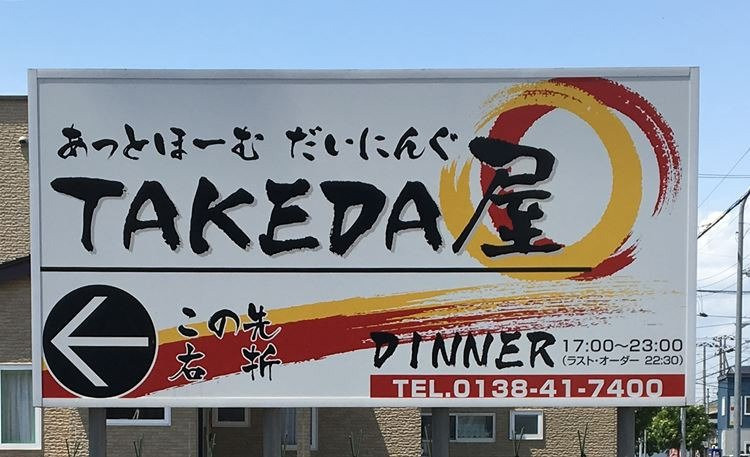 あっとほーむ だいにんぐ
TAKEDA屋
この先
右折
DINNER 17:00～23:00
(ラスト・オーダー 22:30)
TEL.0138-41-7400